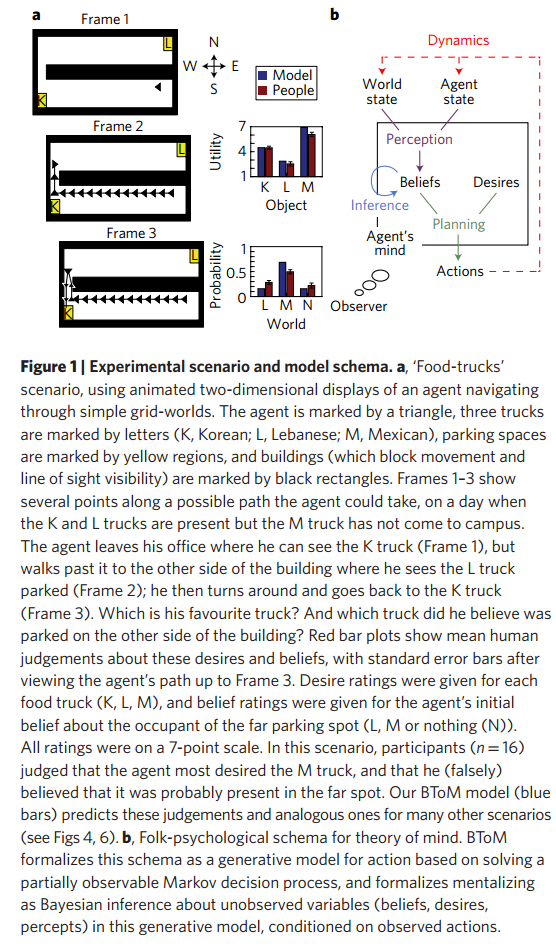 a
b
Frame 1
L
N
W E
S
K
Model
People
Frame 2
L
K
Utility
7
4
1
K L M
Object
Frame 3
L
K
Probability
1
0.5
0
L M N
World
Dynamics
World
state
Agent
state
Perception
Beliefs
Desires
Inference
Planning
Agent's
mind
Actions
Observer
Figure 1 | Experimental scenario and model schema. a, 'Food-trucks'
scenario, using animated two-dimensional displays of an agent navigating
through simple grid-worlds. The agent is marked by a triangle, three trucks
are marked by letters (K, Korean; L, Lebanese; M, Mexican), parking spaces
are marked by yellow regions, and buildings (which block movement and
line of sight visibility) are marked by black rectangles. Frames 1–3 show
several points along a possible path the agent could take, on a day when
the K and L trucks are present but the M truck has not come to campus.
The agent leaves his office where he can see the K truck (Frame 1), but
walks past it to the other side of the building where he sees the L truck
parked (Frame 2); he then turns around and goes back to the K truck
(Frame 3). Which is his favourite truck? And which truck did he believe was
parked on the other side of the building? Red bar plots show mean human
judgements about these desires and beliefs, with standard error bars after
viewing the agent's path up to Frame 3. Desire ratings were given for each
food truck (K, L, M), and belief ratings were given for the agent's initial
belief about the occupant of the far parking spot (L, M or nothing (N)).
All ratings were on a 7-point scale. In this scenario, participants (n = 16)
judged that the agent most desired the M truck, and that he (falsely)
believed that it was probably present in the far spot. Our BToM model (blue
bars) predicts these judgements and analogous ones for many other scenarios
(see Figs 4, 6). b, Folk-psychological schema for theory of mind. BToM
formalizes this schema as a generative model for action based on solving a
partially observable Markov decision process, and formalizes mentalizing
as Bayesian inference about unobserved variables (beliefs, desires,
percepts) in this generative model, conditioned on observed actions.